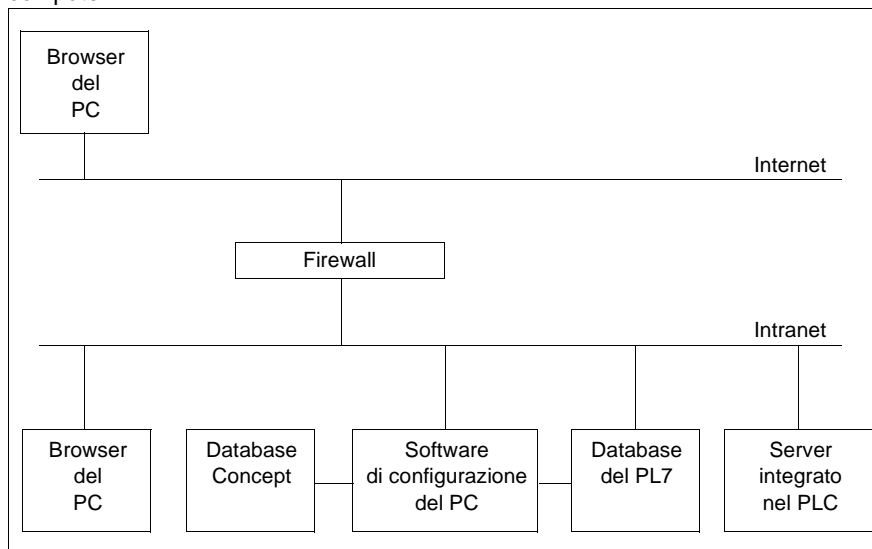 Browser
del
PC
Internet
Firewall
Intranet
Browser
del
PC
Database
Concept
Software
di configurazione
del PC
Database
del PL7
Server
integrato
nel PLC